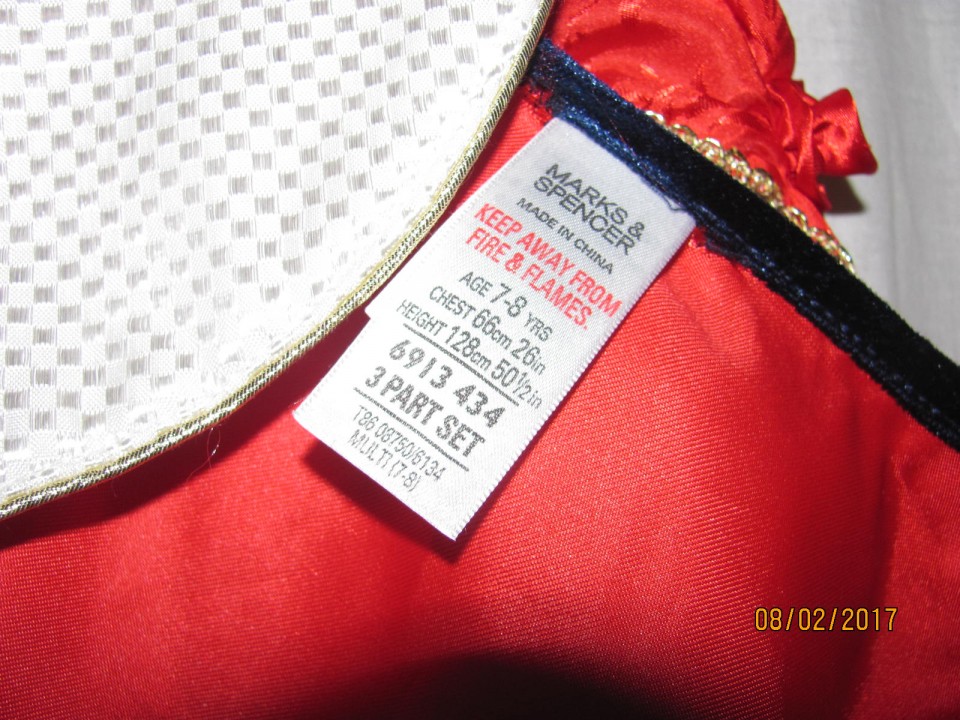 MARKS &
SPENCER
MADE IN CHINA
KEEP AWAY FROM
FIRE & FLAMES.
AGE 7-8 YRS
CHEST 66cm 26in
HEIGHT 128cm 50½in
6913 434
3 PART SET
T86 08750/6134
MULTI (7-8)
08/02/2017